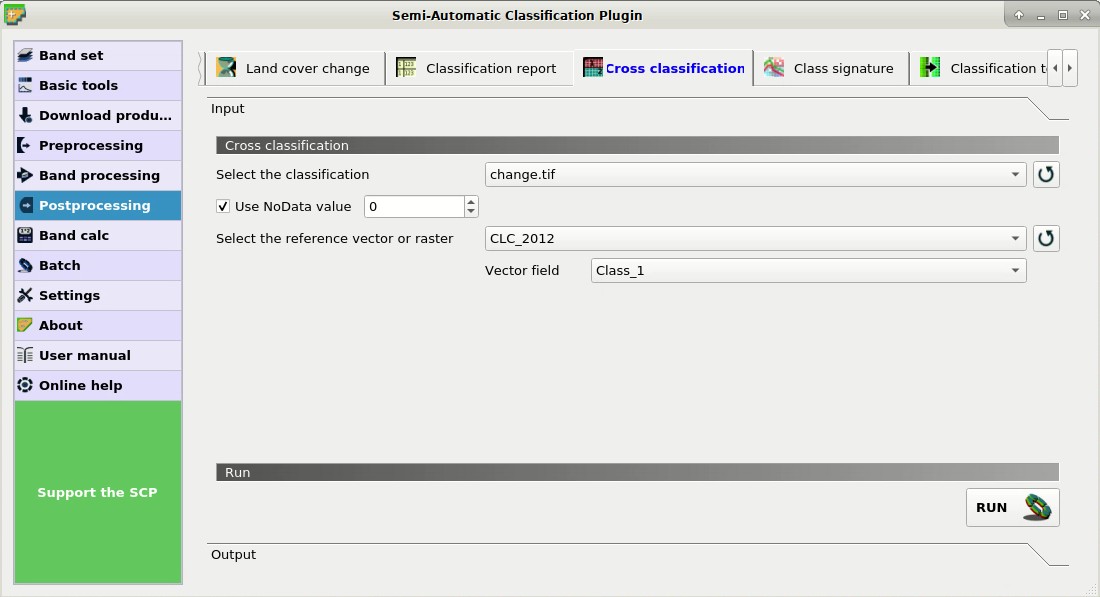 Semi-Automatic Classification Plugin
Band set
Basic tools
Download produ...
Preprocessing
Band processing
Postprocessing
Band calc
Batch
Settings
About
User manual
Online help
Support the SCP
Land cover change
Classification report
Cross classification
Class signature
Classification t
Input
Cross classification
Select the classification
change.tif
Use NoData value
0
Select the reference vector or raster
CLC_2012
Vector field
Class_1
Run
RUN
Output